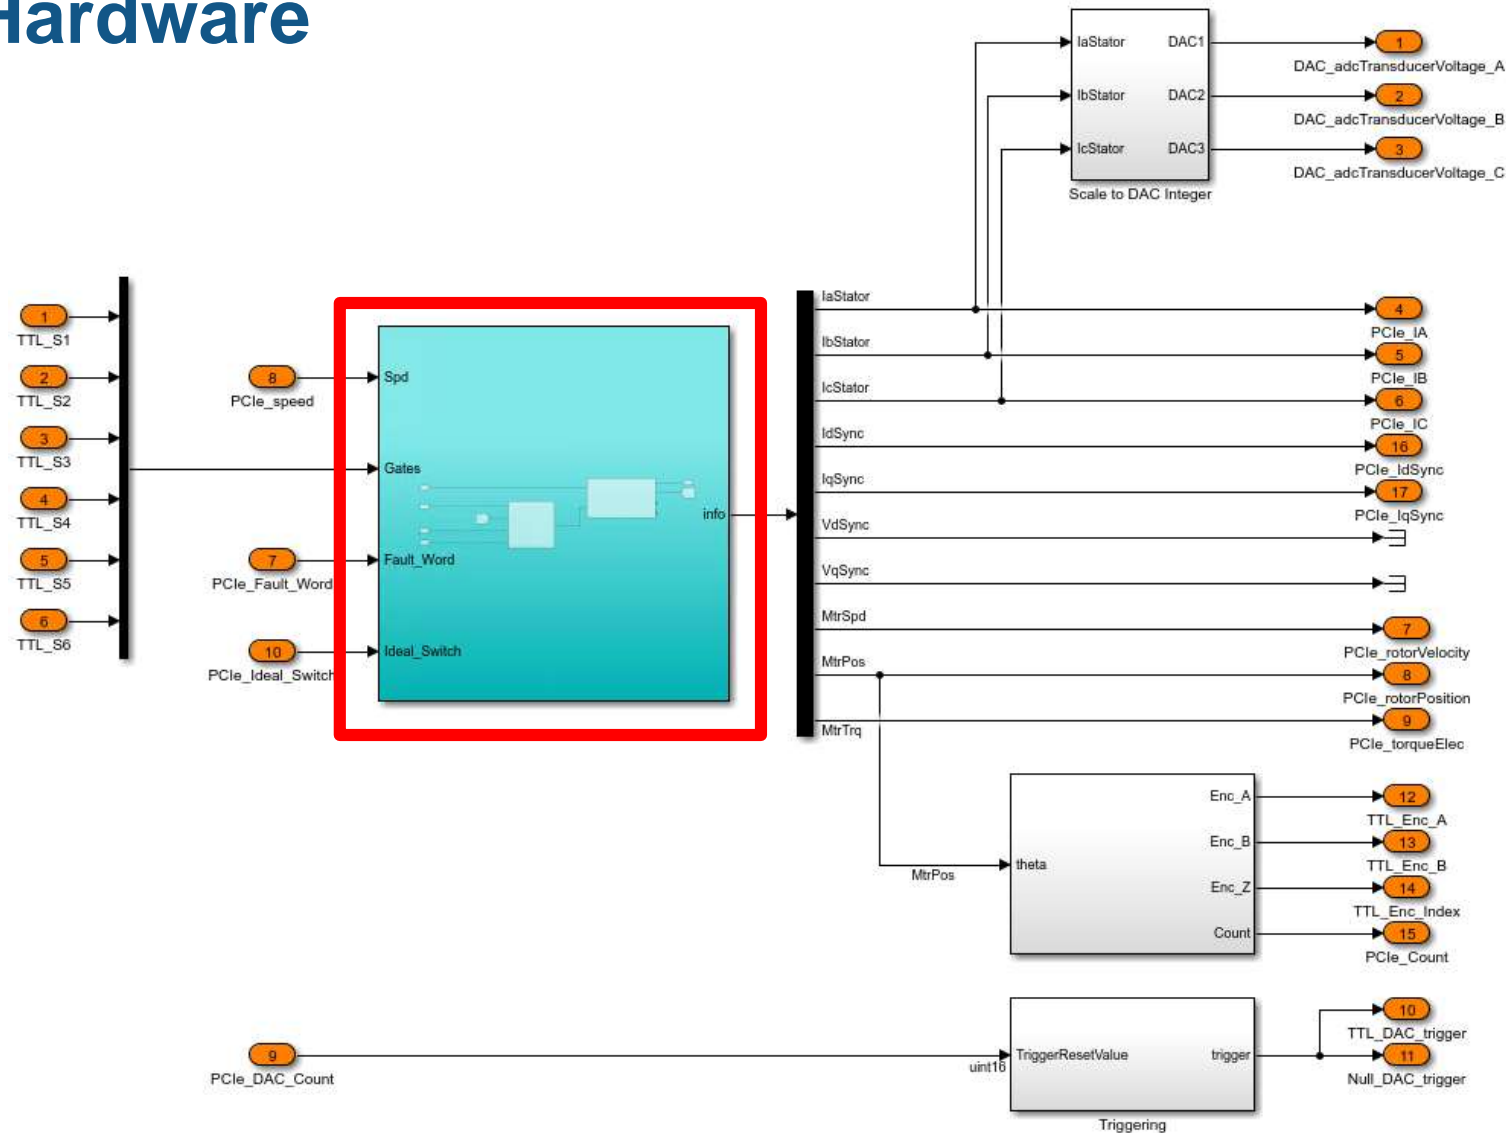 Hardware
IaStator
DAC1
1
DAC_adcTransducerVoltage_A
IbStator
DAC2
2
DAC_adcTransducerVoltage_B
IcStator
DAC3
3
DAC_adcTransducerVoltage_C
Scale to DAC Integer
1
TTL_S1
2
TTL_S2
3
TTL_S3
4
TTL_S4
5
TTL_S5
6
TTL_S6
8
PCIe_speed
7
PCIe_Fault_Word
10
PCIe_Ideal_Switch
Spd
Gates
Fault_Word
Ideal_Switch
info
IaStator
IbStator
IcStator
IdSync
IqSync
VdSync
VqSync
MtrSpd
MtrPos
MtrTrq
4
PCIe_IA
5
PCIe_IB
6
PCIe_IC
16
PCIe_IdSync
17
PCIe_IqSync
7
PCIe_rotorVelocity
8
PCIe_rotorPosition
9
PCIe_torqueElec
MtrPos
theta
Enc_A
Enc_B
Enc_Z
Count
12
TTL_Enc_A
13
TTL_Enc_B
14
TTL_Enc_Index
15
PCIe_Count
9
PCIe_DAC_Count
uint16
TriggerResetValue
trigger
Triggering
10
TTL_DAC_trigger
11
Null_DAC_trigger